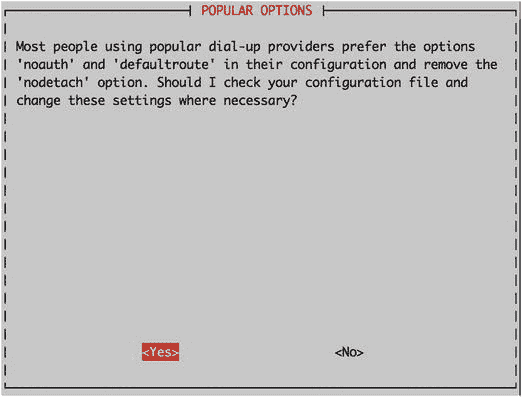 POPULAR OPTIONS
Most people using popular dial-up providers prefer the options
'noauth' and 'defaultroute' in their configuration and remove the
'nodetach' option. Should I check your configuration file and
change these settings where necessary?
<Yes> <No>